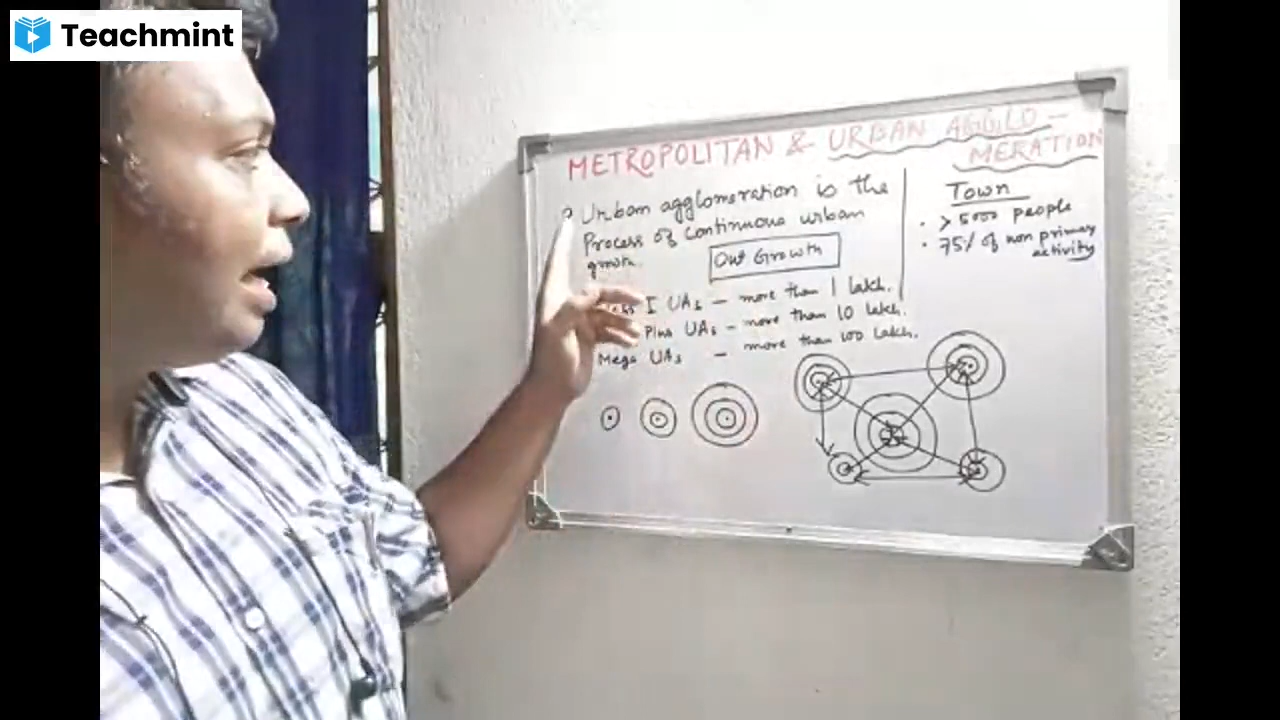 Teachmint
METROPOLITAN & URBAN AGGLO-
MERATION
Urban agglomeration is the
Process of continuous urban
growth.
Out Growth
I UAs - more than 1 lakh.
Plus UAs - more than 10 lakh.
Mega UAs - more than 100 lakh.
Town
. > 5000 people
. 75% of non primary
activity